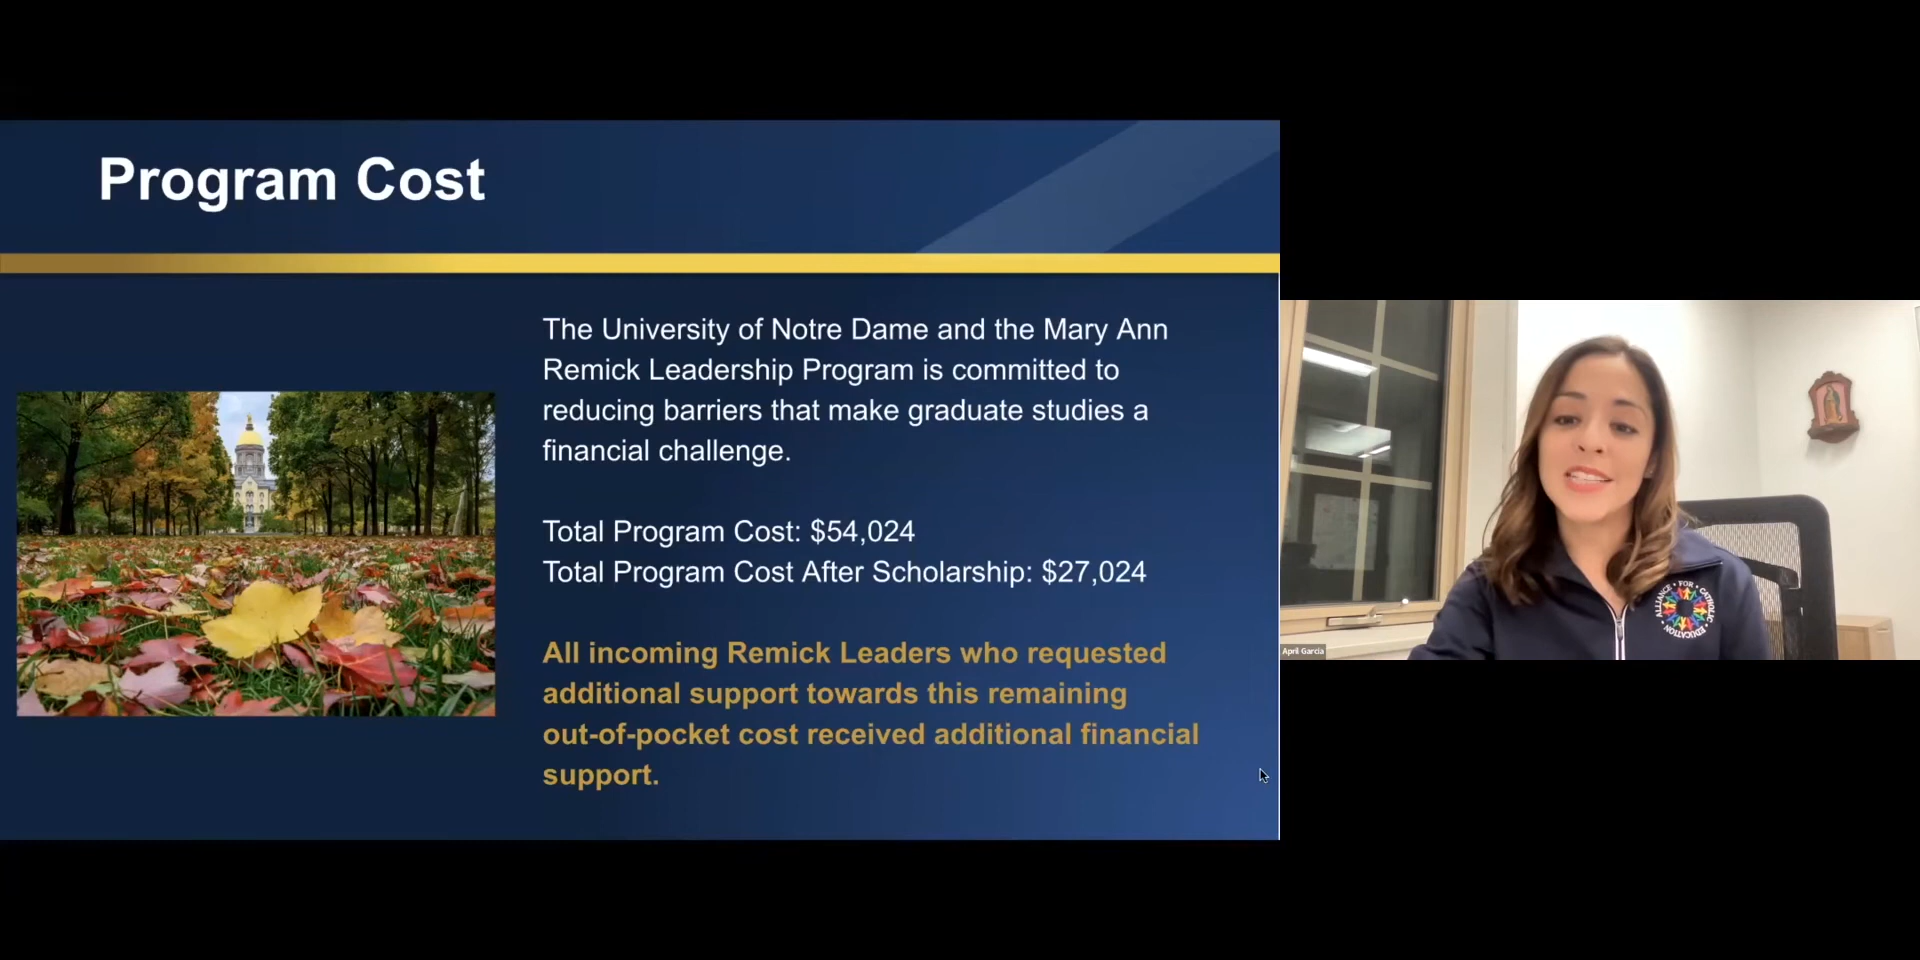 Program Cost
The University of Notre Dame and the Mary Ann
Remick Leadership Program is committed to
reducing barriers that make graduate studies a
financial challenge.
Total Program Cost: $54,024
Total Program Cost After Scholarship: $27,024
All incoming Remick Leaders who requested
additional support towards this remaining
out-of-pocket cost received additional financial
support.
ALLIANCE • FOR • CATHOLIC • EDUCATION •
April Garcia